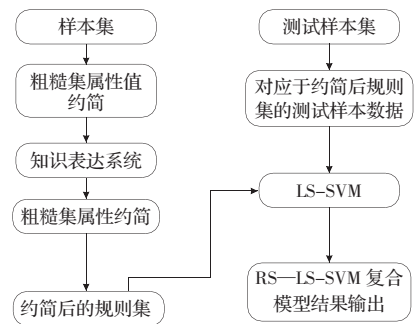 样本集
粗糙集属性值
约简
知识表达系统
粗糙集属性约简
约简后的规则集
测试样本集
对应于约简后规则
集的测试样本数据
LS-SVM
RS—LS-SVM 复合
模型结果输出